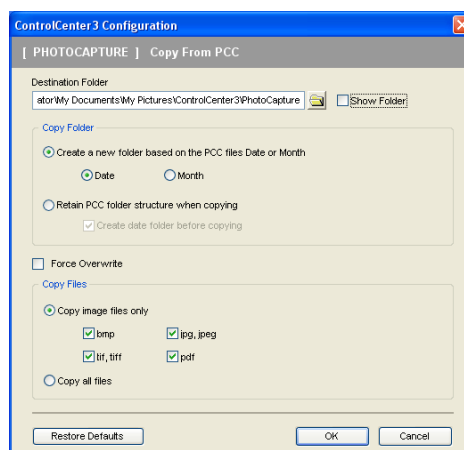 ControlCenter3 Configuration
[ PHOTOCAPTURE ] Copy From PCC
Destination Folder
ator\My Documents\My Pictures\ControlCenter3\PhotoCapture Show Folder
Copy Folder
Create a new folder based on the PCC files Date or Month
Date Month
Retain PCC folder structure when copying
Create date folder before copying
Force Overwrite
Copy Files
Copy image files only
bmp jpg, jpeg
tif, tiff pdf
Copy all files
Restore Defaults OK Cancel